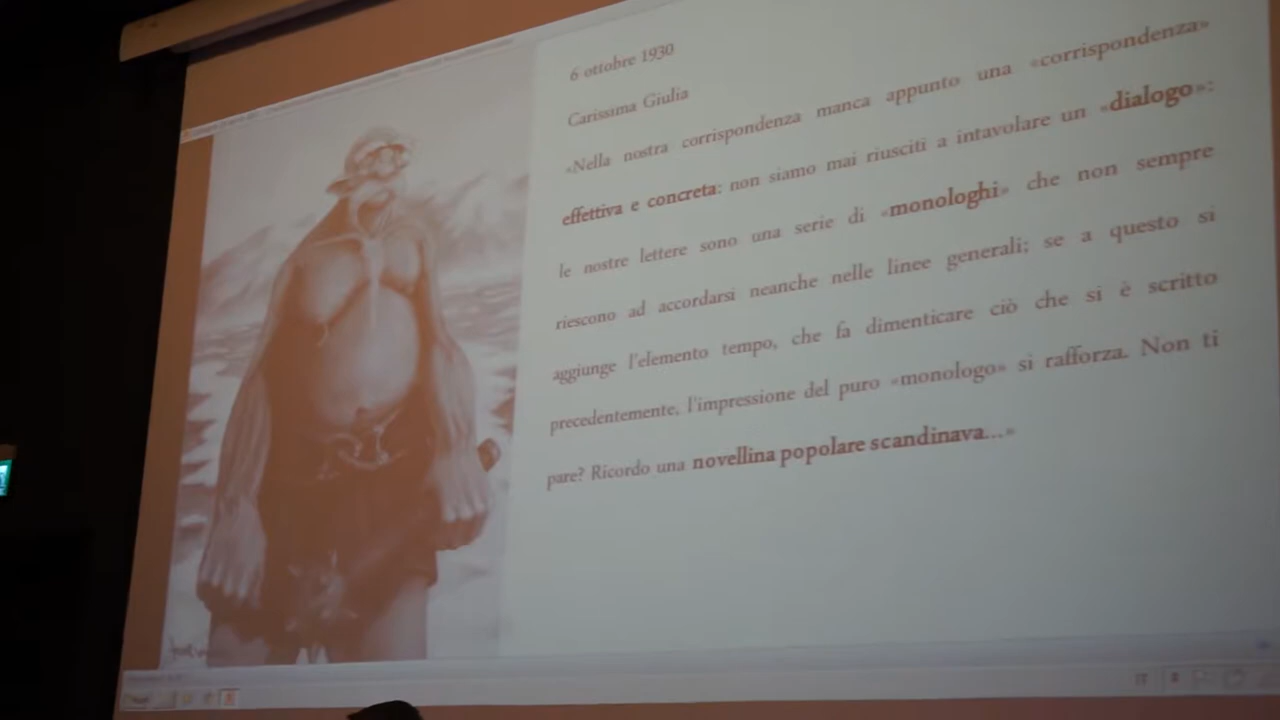 6 ottobre 1930
Carissima Giulia
«Nella nostra corrispondenza manca appunto una «corrispondenza»
effettiva e concreta: non siamo mai riusciti a intavolare un «dialogo»:
le nostre lettere sono una serie di «monologhi» che non sempre
riescono ad accordarsi neanche nelle linee generali; se a questo si
aggiunge l'elemento tempo, che fa dimenticare ciò che si è scritto
precedentemente, l'impressione del puro «monologo» si rafforza. Non ti
pare? Ricordo una novellina popolare scandinava...»
IT